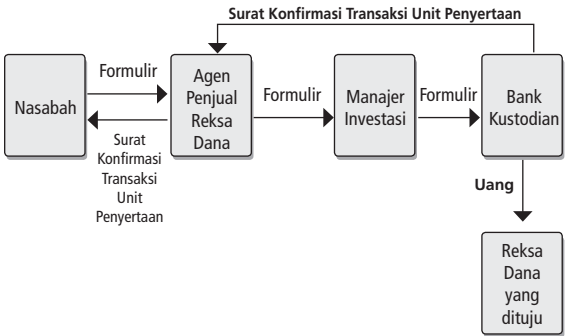 Surat Konfirmasi Transaksi Unit Penyertaan
Nasabah
Formulir
Surat
Konfirmasi
Transaksi
Unit
Penyertaan
Agen
Penjual
Reksa
Dana
Formulir
Manajer
Investasi
Formulir
Bank
Kustodian
Uang
Reksa
Dana
yang
dituju